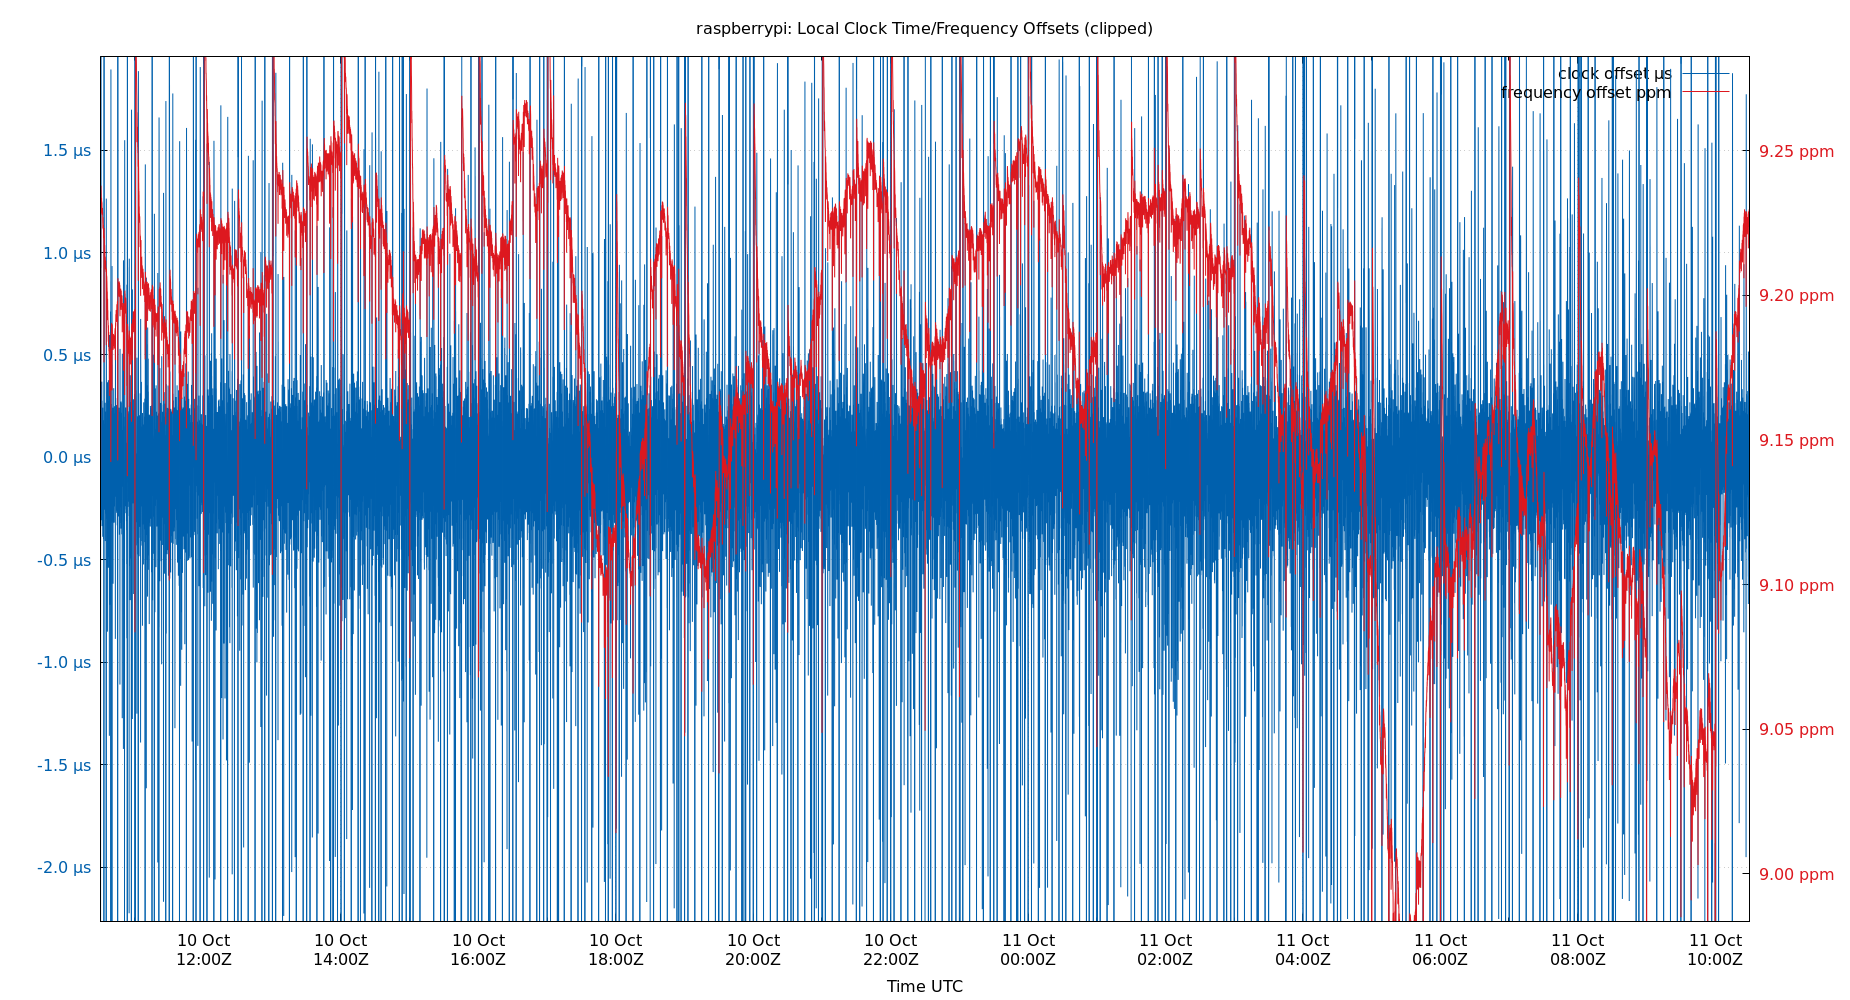 raspberrypi: Local Clock Time/Frequency Offsets (clipped)
clock offset µs
frequency offset ppm
1.5 µs
1.0 µs
0.5 µs
0.0 µs
-0.5 µs
-1.0 µs
-1.5 µs
-2.0 µs
9.25 ppm
9.20 ppm
9.15 ppm
9.10 ppm
9.05 ppm
9.00 ppm
10 Oct 10 Oct 10 Oct 10 Oct 10 Oct 10 Oct 11 Oct 11 Oct 11 Oct 11 Oct 11 Oct 11 Oct
12:00Z 14:00Z 16:00Z 18:00Z 20:00Z 22:00Z 00:00Z 02:00Z 04:00Z 06:00Z 08:00Z 10:00Z
Time UTC